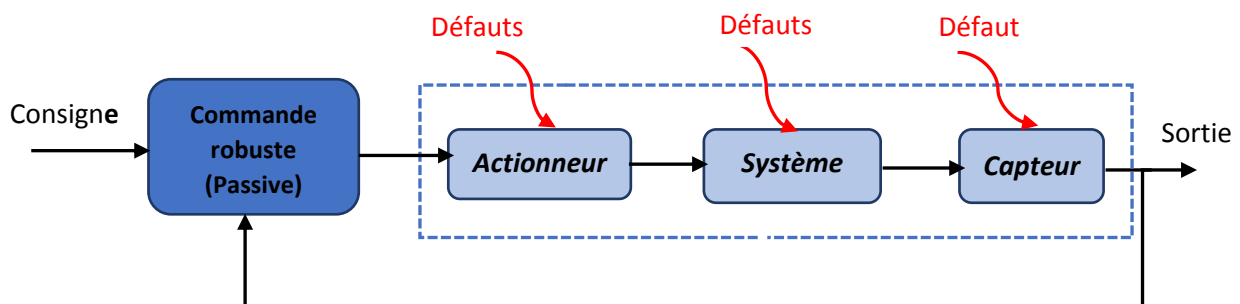 Défauts
Défauts
Défaut
Consigne
Commande
robuste
(Passive)
Actionneur
Système
Capteur
Sortie